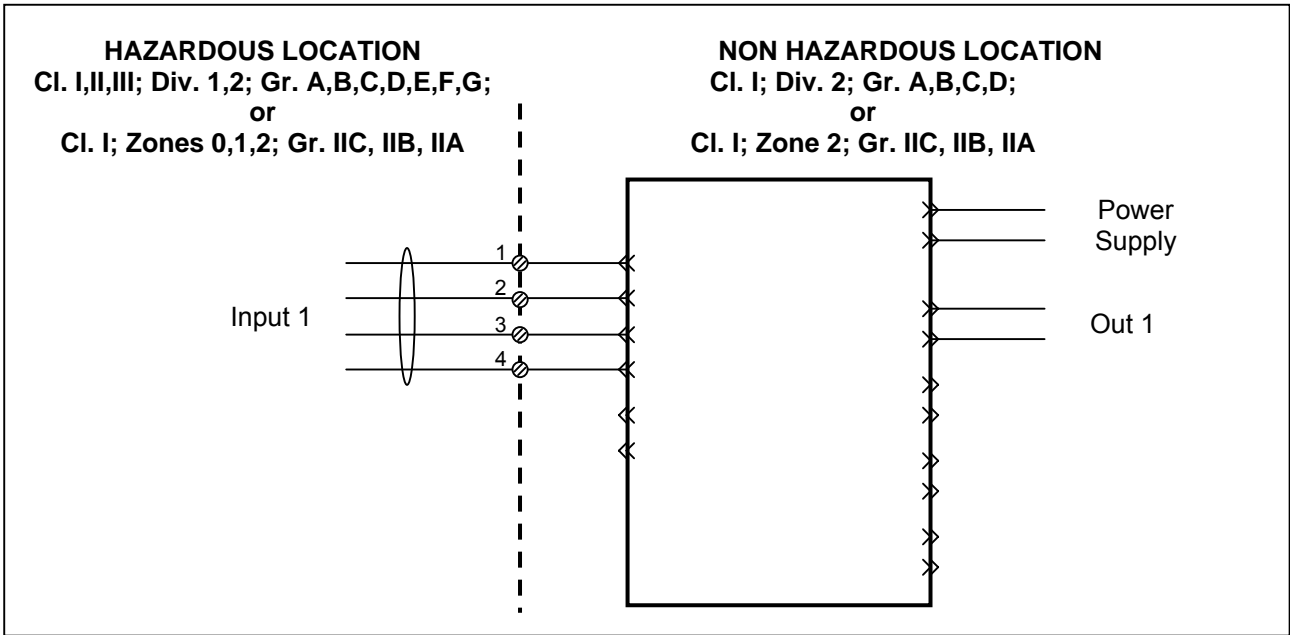 HAZARDOUS LOCATION
Cl. I,II,III; Div. 1,2; Gr. A,B,C,D,E,F,G;
or
Cl. I; Zones 0,1,2; Gr. IIC, IIB, IIA
NON HAZARDOUS LOCATION
Cl. I; Div. 2; Gr. A,B,C,D;
or
Cl. I; Zone 2; Gr. IIC, IIB, IIA
Input 1
1
2
3
4
Power
Supply
Out 1